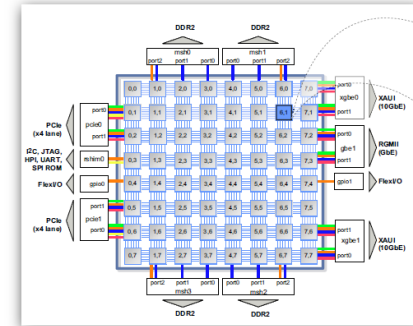 DDR2 DDR2
msh0 msh1
port2 port1 port0 port0 port1 port2
0,0 1,0 2,0 3,0 4,0 5,0 6,0 7,0
port0
xgbe0
port1
XAUI
(10GbE)
0,1 1,1 2,1 3,1 4,1 5,1 6,1 7,1
PCIe
(x4 lane)
port0
pcie0
port1
0,2 1,2 2,2 3,2 4,2 5,2 6,2 7,2
port0
gbe1
port1
RGMII
(GbE)
I²C, JTAG,
HPI, UART,
SPI ROM
rshim0
0,3 1,3 2,3 3,3 4,3 5,3 6,3 7,3
FlexI/O
gpio0
0,4 1,4 2,4 3,4 4,4 5,4 6,4 7,4
gpio1
FlexI/O
PCIe
(x4 lane)
port1
pcie1
port0
0,5 1,5 2,5 3,5 4,5 5,5 6,5 7,5
0,6 1,6 2,6 3,6 4,6 5,6 6,6 7,6
port1
xgbe1
port0
XAUI
(10GbE)
0,7 1,7 2,7 3,7 4,7 5,7 6,7 7,7
port2 port1 port0 port0 port1 port2
msh3 msh2
DDR2 DDR2